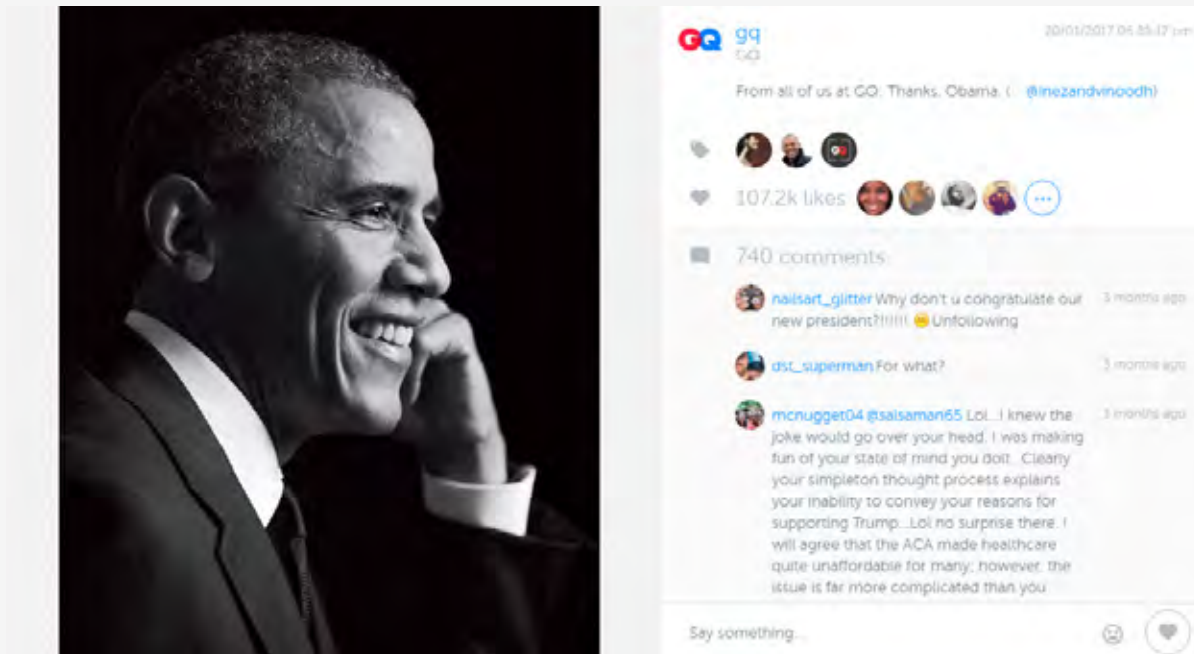 GQ gq
GQ
20/01/2017
From all of us at GQ: Thanks, Obama. ( @inezandvinoodh)
107.2k likes
740 comments
nailsart_glitter Why don't u congratulate our
new president?!!!!!! Unfollowing
3 months ago
dst_superman For what?
3 months ago
mcnugget04 @salsaman65 Lol...I knew the
joke would go over your head. I was making
fun of your state of mind you dolt...Clearly
your simpleton thought process explains
your inability to convey your reasons for
supporting Trump...Lol no surprise there. I
will agree that the ACA made healthcare
quite unaffordable for many; however, the
issue is far more complicated than you
3 months ago
Say something...